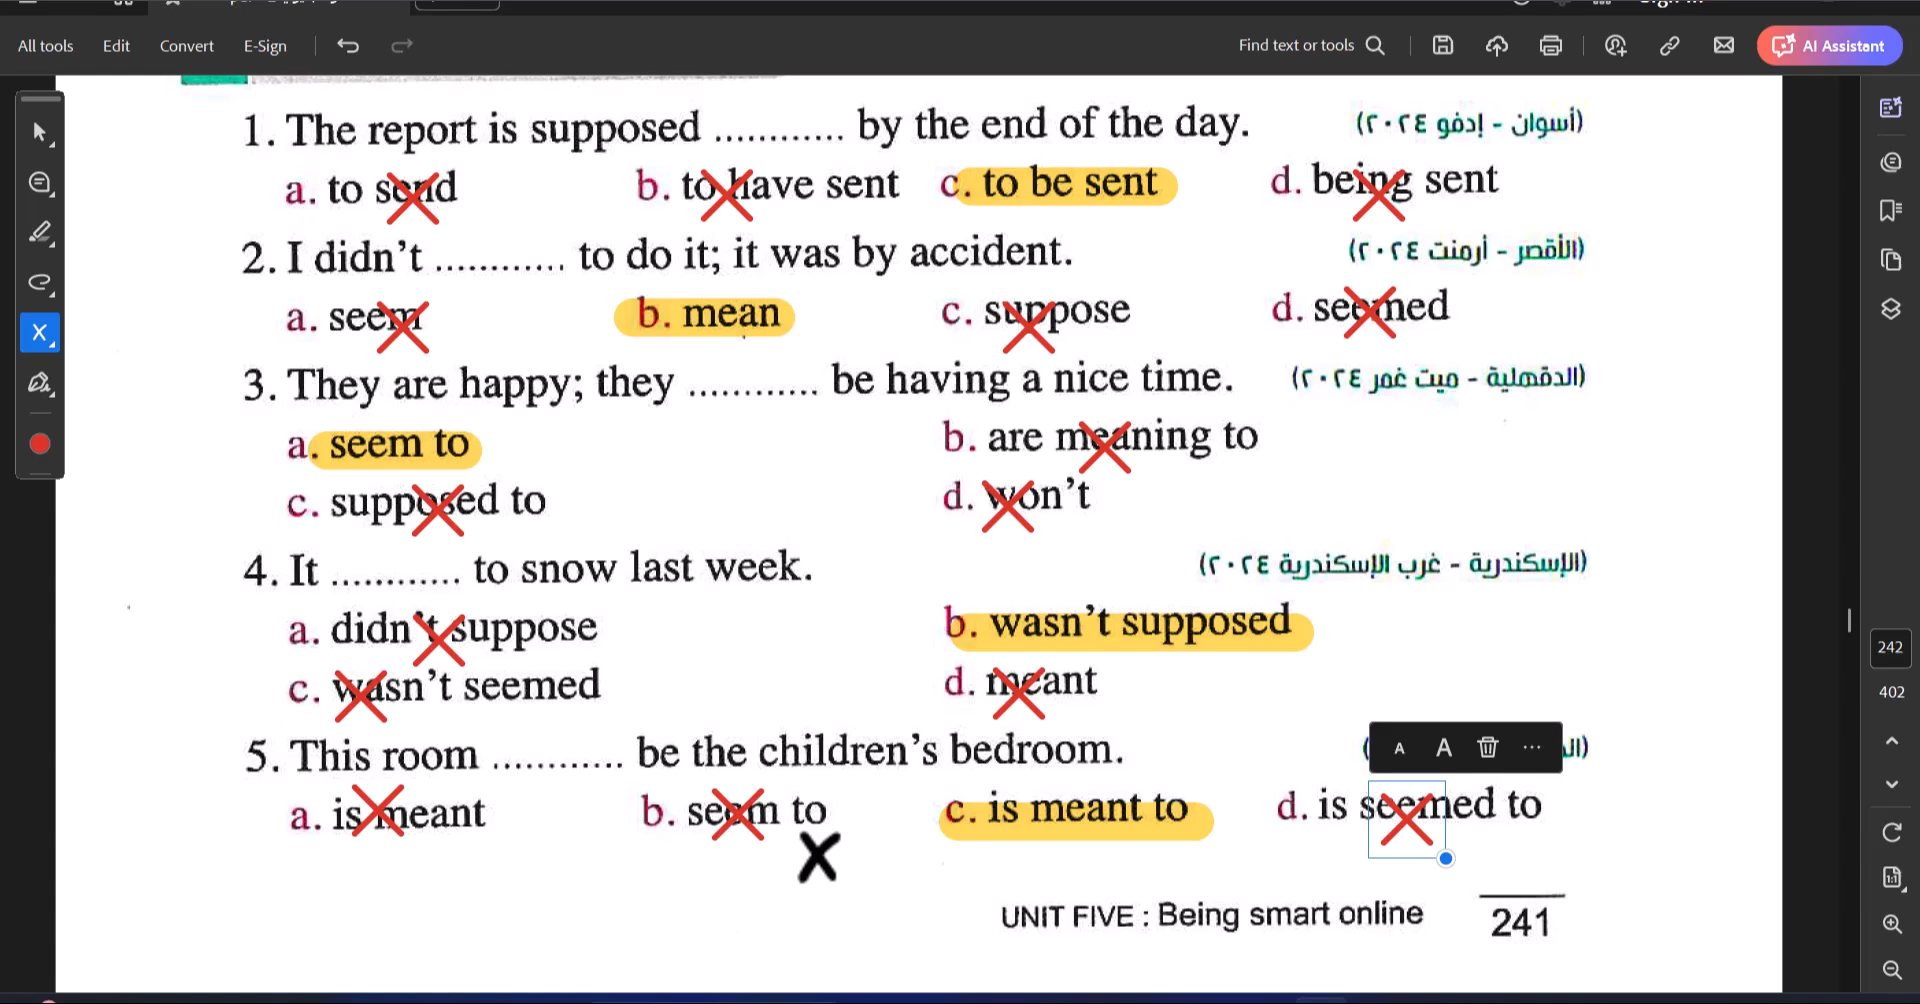 All tools Edit Convert E-Sign Find text or tools AI Assistant
1. The report is supposed ............ by the end of the day. (أسوان - إدفو ٢٠٢٤)
a. to send b. to have sent c. to be sent d. being sent
2. I didn't ............ to do it; it was by accident. (الأقصر - أرمنت ٢٠٢٤)
a. seem b. mean c. suppose d. seemed
3. They are happy; they ............ be having a nice time. (الدقهلية - ميت غمر ٢٠٢٤)
a. seem to b. are meaning to
c. supposed to d. won't
4. It ............ to snow last week. (الإسكندرية - غرب الإسكندرية ٢٠٢٤)
a. didn't suppose b. wasn't supposed
c. wasn't seemed d. meant
5. This room ............ be the children's bedroom.
a. is meant b. seem to c. is meant to d. is seemed to
A A ...
X
UNIT FIVE : Being smart online 241
242
402